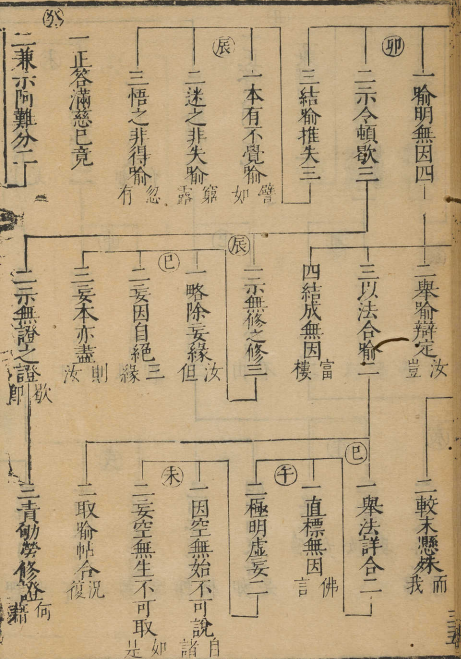 卯
一喻明無因四
二示令頓歇三
三結喻推失三
辰
一本有不覺喻
譬如
二迷之非失喻
窮露
三悟之非得喻
忽有
一正答滿慈已竟
二兼示阿難分二
二舉喻辯定
汝豈
三以法合喻二
四結成無因
富樓
辰
二示無修之修三
巳
一略除妄緣
汝但
二妄因自絕
三緣
三妄本亦盡
則汝
二示無證之證
歇即
二較末懸殊
而我
巳
一舉法詳合二
午
一直標無因
佛言
二極明虛妄二
未
一因空無始不可說
自諸
二妄空無生不可取
如是
二取喻帖合
況復
三責劬勞修證
何藉
三五